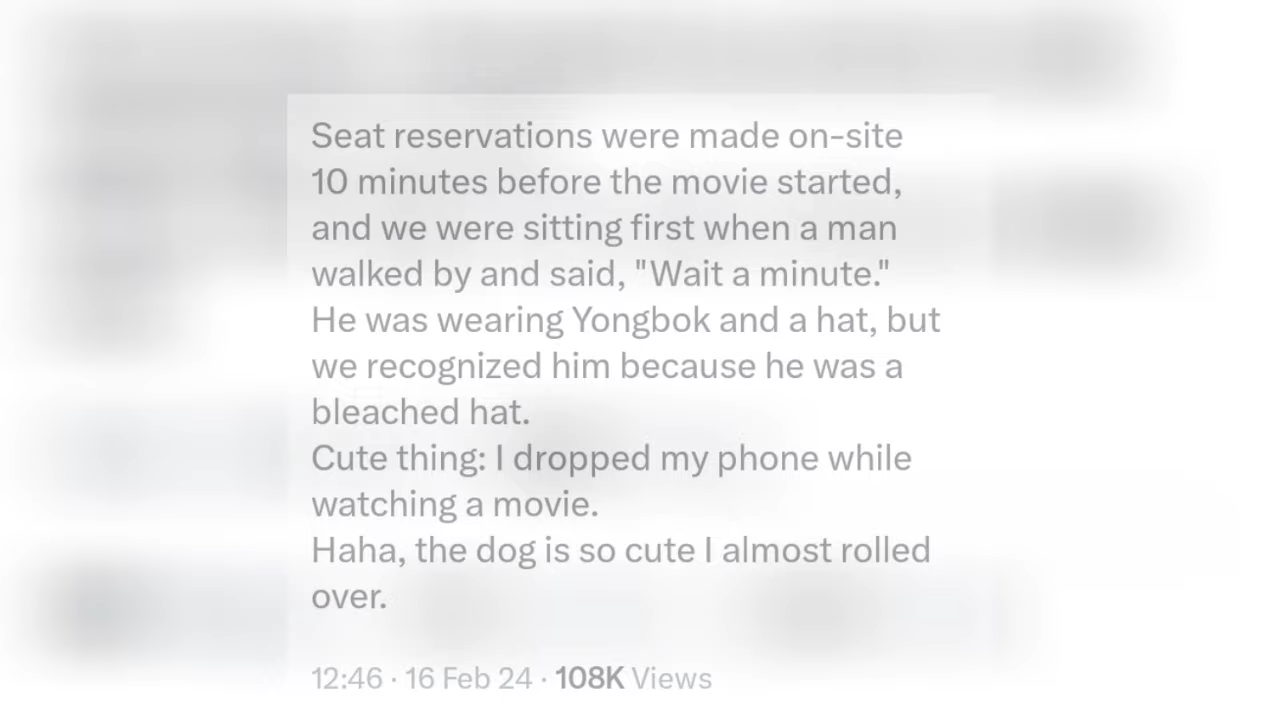 Seat reservations were made on-site
10 minutes before the movie started,
and we were sitting first when a man
walked by and said, "Wait a minute."
He was wearing Yongbok and a hat, but
we recognized him because he was a
bleached hat.
Cute thing: I dropped my phone while
watching a movie.
Haha, the dog is so cute I almost rolled
over.
12:46 · 16 Feb 24 · 108K Views